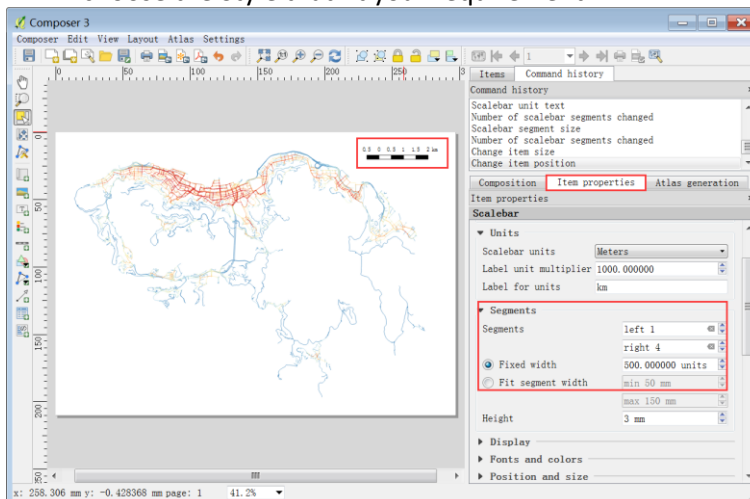 Composer 3
Composer Edit View Layout Atlas Settings
1
0 50 100 150 200 250 3
Items Command history
Command history
Scalebar unit text
Number of scalebar segments changed
Scalebar segment size
Number of scalebar segments changed
Change item size
Change item position
0.5 0 0.5 1 1.5 2 km
Composition Item properties Atlas generation
Item properties
Scalebar
Units
Scalebar units Meters
Label unit multiplier 1000.000000
Label for units km
Segments
Segments left 1
right 4
Fixed width 500.000000 units
Fit segment width min 50 mm
max 150 mm
Height 3 mm
Display
Fonts and colors
Position and size
0
50
100
150
200
250
x: 258.306 mm y: -0.428368 mm page: 1 41.2%